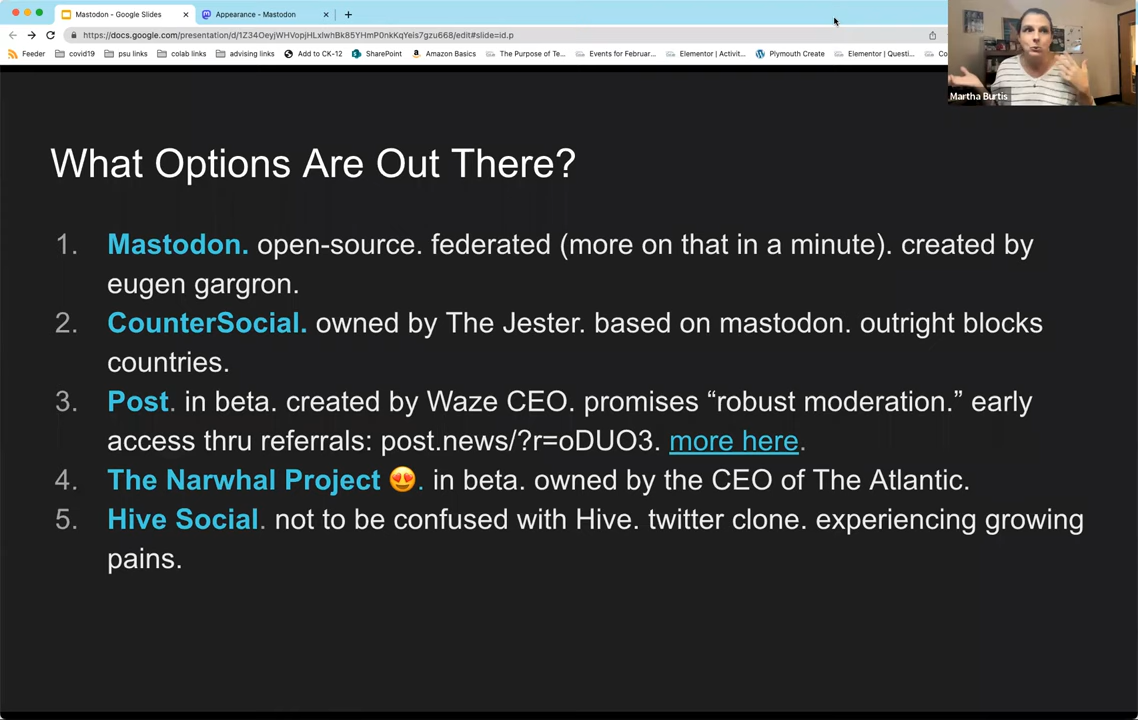 Mastodon - Google Slides
Appearance - Mastodon
https://docs.google.com/presentation/d/1Z34OeyjWHVopjHLxlwhBk85YHmP0nkKqYeis7gzu668/edit#slide=id.p
Feeder covid19 psu links colab links advising links Add to CK-12 SharePoint Amazon Basics The Purpose of Te... Events for Februar... Elementor | Activit... Plymouth Create Elementor | Questi... Co
Martha Burtis
What Options Are Out There?
1. Mastodon. open-source. federated (more on that in a minute). created by
eugen gargron.
2. CounterSocial. owned by The Jester. based on mastodon. outright blocks
countries.
3. Post. in beta. created by Waze CEO. promises “robust moderation.” early
access thru referrals: post.news/?r=oDUO3. more here.
4. The Narwhal Project 😍. in beta. owned by the CEO of The Atlantic.
5. Hive Social. not to be confused with Hive. twitter clone. experiencing growing
pains.